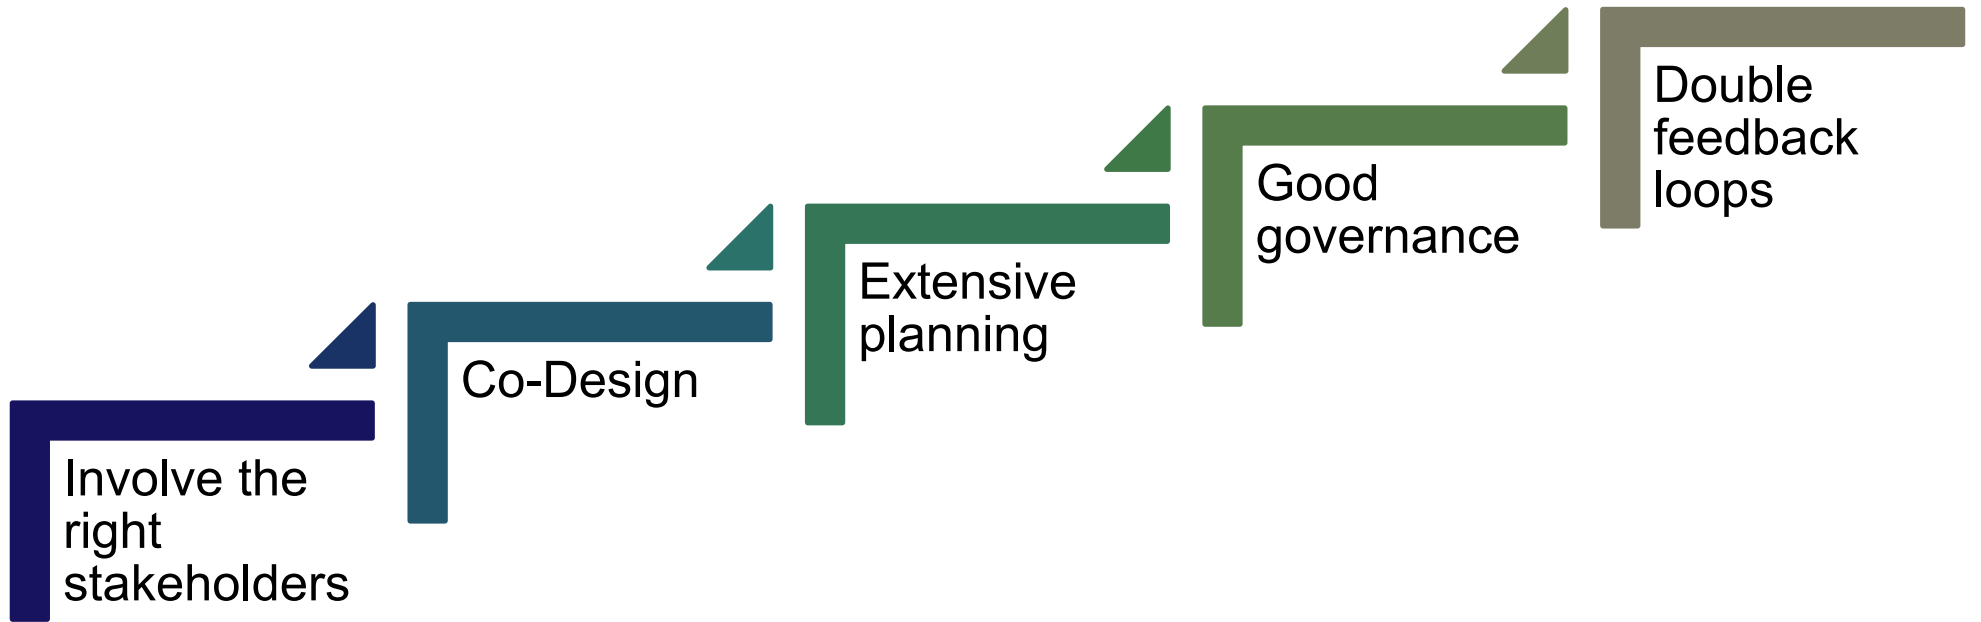 Involve the
right
stakeholders
Co-Design
Extensive
planning
Good
governance
Double
feedback
loops